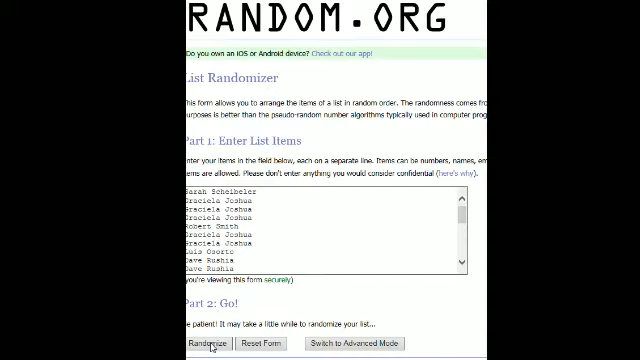 RANDOM.ORG
Do you own an iOS or Android device? Check out our app!
List Randomizer
This form allows you to arrange the items of a list in random order. The randomness comes fro
purposes is better than the pseudo-random number algorithms typically used in computer prog
Part 1: Enter List Items
Enter your items in the field below, each on a separate line. Items can be numbers, names, em
items are allowed. Please don't enter anything you would consider confidential (here's why).
Sarah Scheibeler
Graciela Joshua
Graciela Joshua
Graciela Joshua
Robert Smith
Graciela Joshua
Graciela Joshua
Luis Osorto
Dave Rushia
Dave Rushia
you're viewing this form securely)
Part 2: Go!
Be patient! It may take a little while to randomize your list...
Randomize Reset Form Switch to Advanced Mode